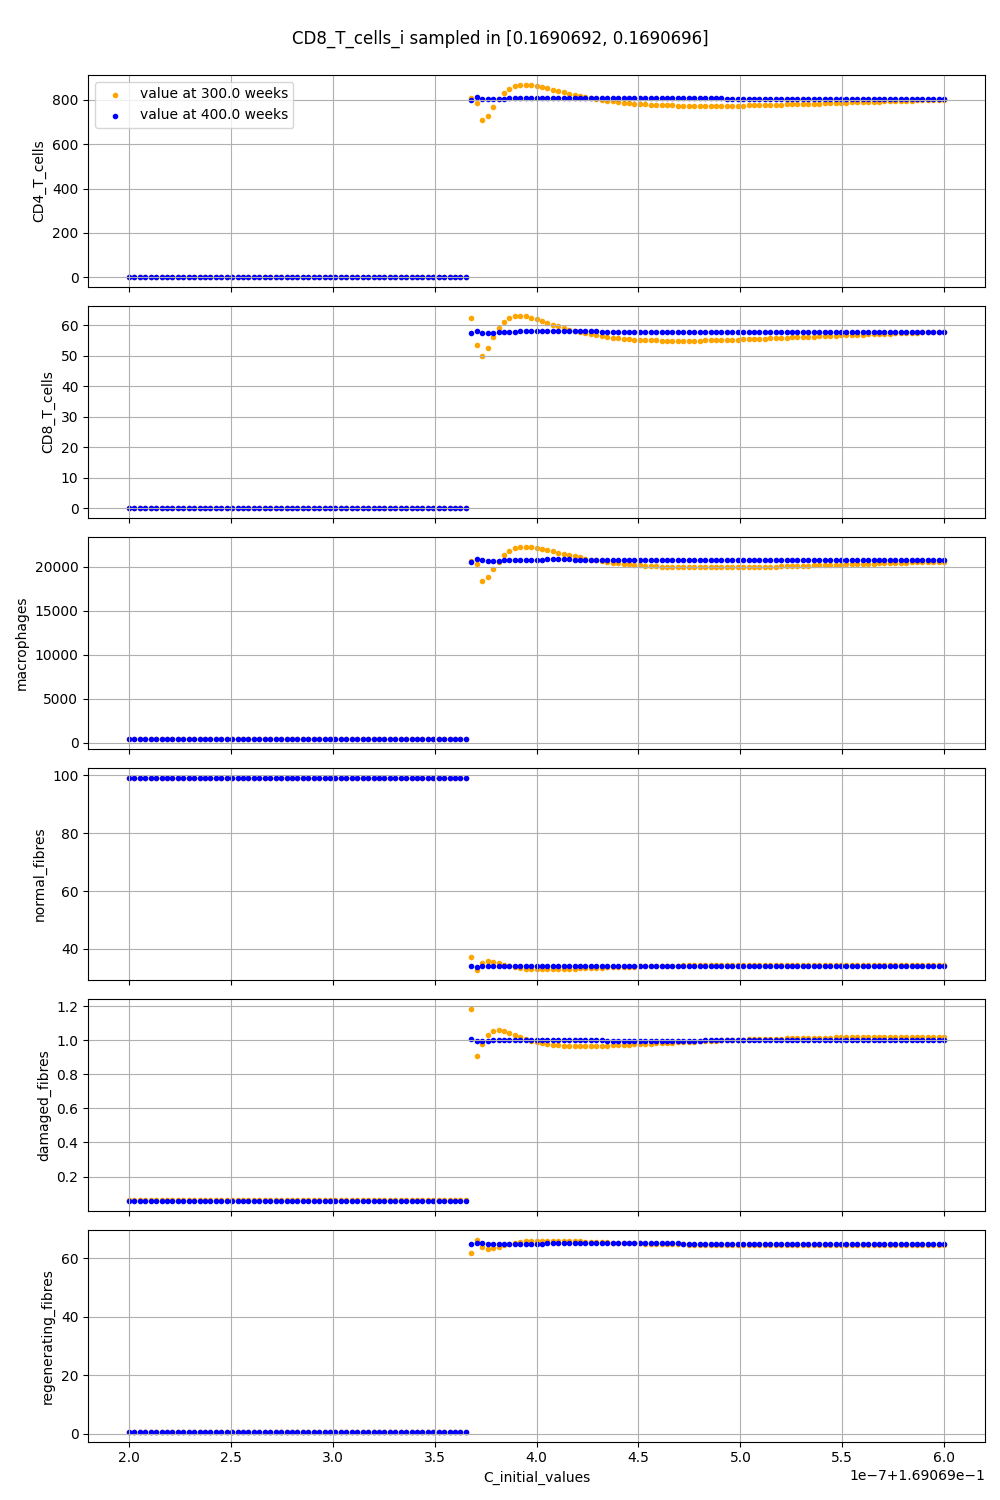 CD8_T_cells_i sampled in [0.1690692, 0.1690696]
value at 300.0 weeks
value at 400.0 weeks
CD4_T_cells
800
600
400
200
0
CD8_T_cells
60
50
40
30
20
10
0
macrophages
20000
15000
10000
5000
0
normal_fibres
100
80
60
40
damaged_fibres
1.2
1.0
0.8
0.6
0.4
0.2
regenerating_fibres
60
40
20
0
2.0 2.5 3.0 3.5 4.0 4.5 5.0 5.5 6.0
C_initial_values
1e−7+1.69069e−1